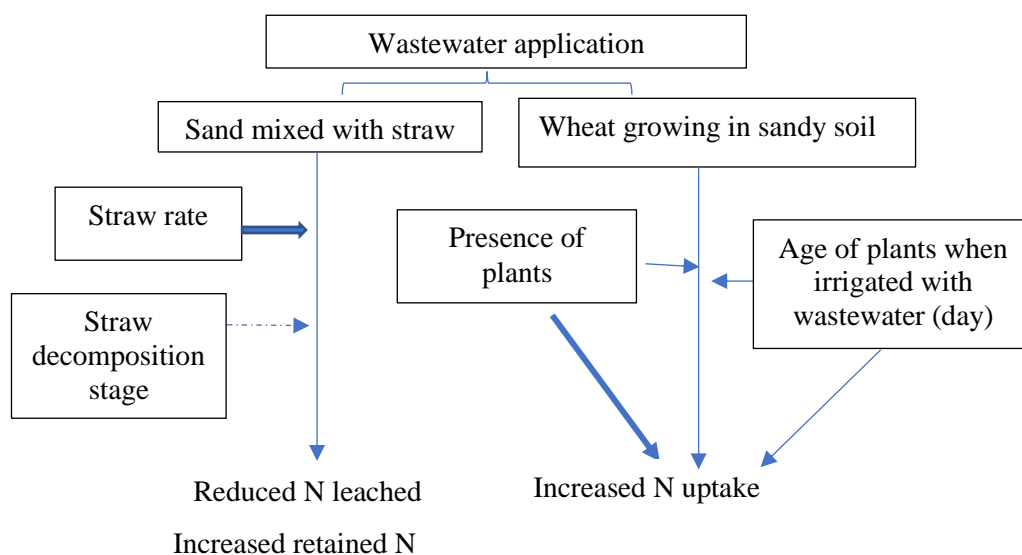 Wastewater application
Sand mixed with straw
Wheat growing in sandy soil
Straw rate
Presence of
plants
Age of plants when
irrigated with
wastewater (day)
Straw
decomposition
stage
Reduced N leached
Increased retained N
Increased N uptake